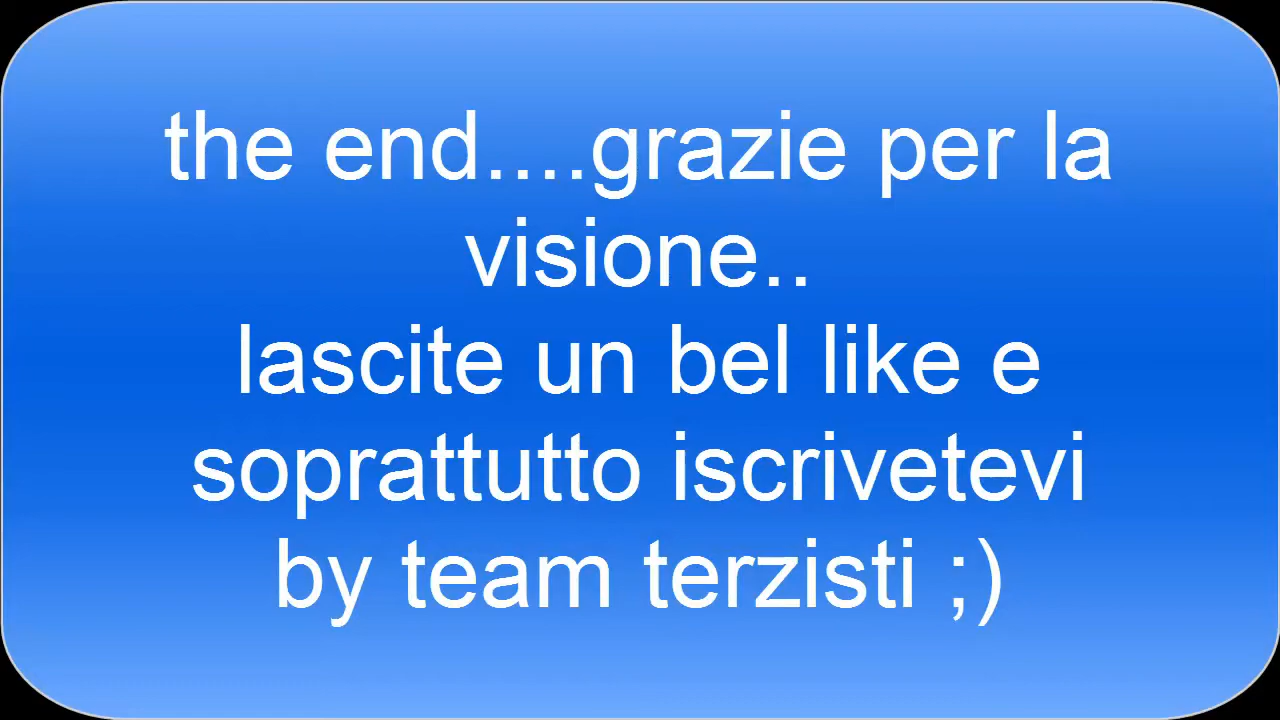 the end....grazie per la
visione..
lascite un bel like e
soprattutto iscrivetevi
by team terzisti ;)